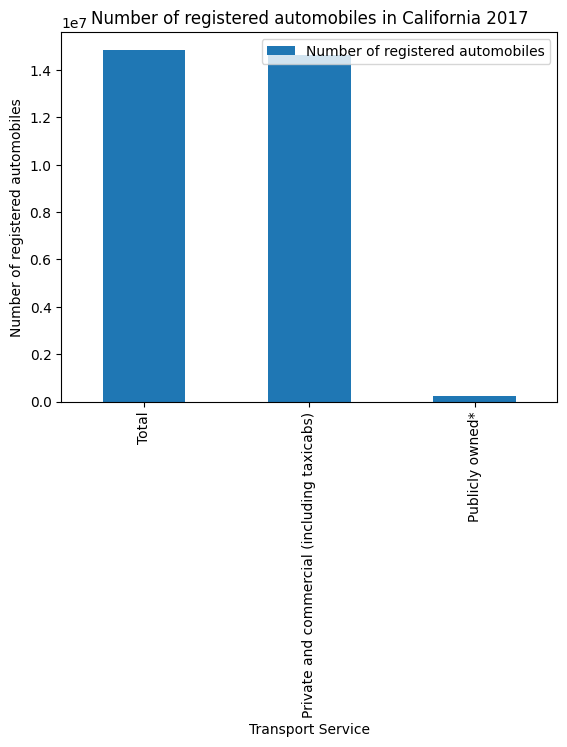 Number of registered automobiles in California 2017
1e7
Number of registered automobiles
1.4
1.2
1.0
0.8
0.6
0.4
0.2
0.0
Number of registered automobiles
Total
Private and commercial (including taxicabs)
Publicly owned*
Transport Service